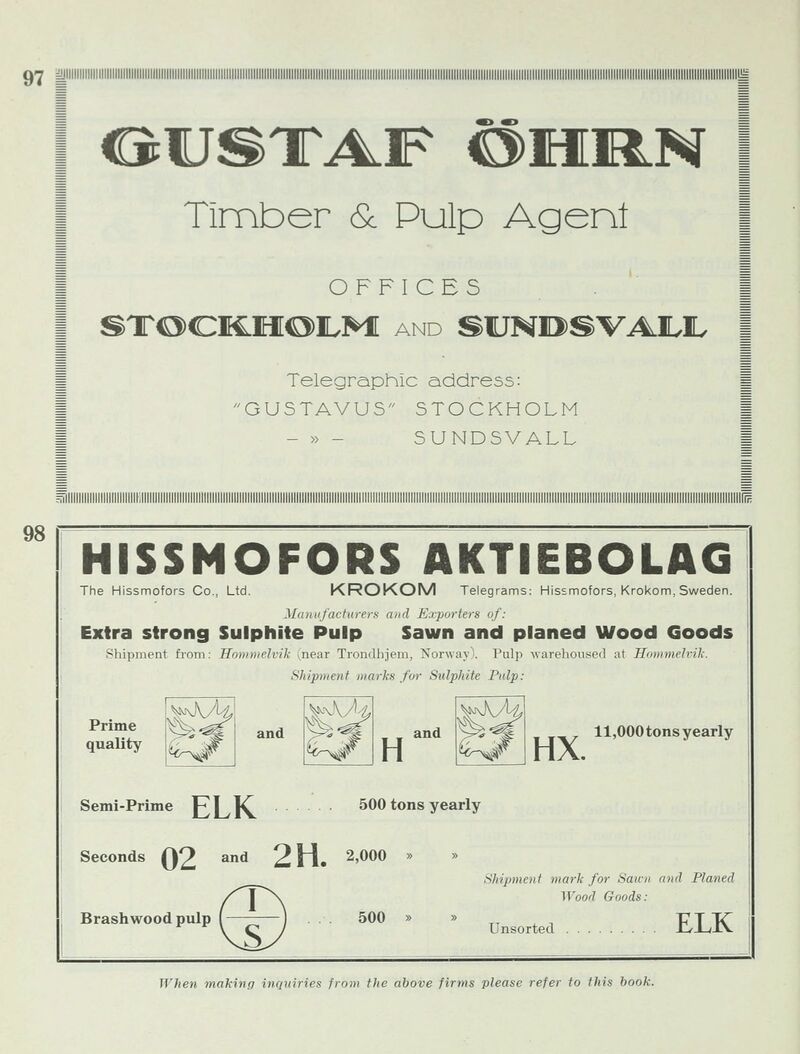 97
GUSTAF ÖHRN
Timber & Pulp Agent
OFFICES
STOCKHOLM AND SUNDSVALL
Telegraphic address:
"GUSTAVUS" STOCKHOLM
- » - SUNDSVALL
98
HISSMOFORS AKTIEBOLAG
The Hissmofors Co., Ltd. KROKOM Telegrams: Hissmofors, Krokom, Sweden.
Manufacturers and Exporters of:
Extra strong Sulphite Pulp Sawn and planed Wood Goods
Shipment from: Hommelvik (near Trondhjem, Norway). Pulp warehoused at Hommelvik.
Shipment marks for Sulphite Pulp:
Prime quality and H and HX. 11,000 tons yearly
Semi-Prime ELK . . . . . . 500 tons yearly
Seconds 02 and 2H. 2,000 » »
Brashwood pulp I/S . . . 500 » »
Shipment mark for Sawn and Planed
Wood Goods:
Unsorted . . . . . . . . . ELK
When making inquiries from the above firms please refer to this book.